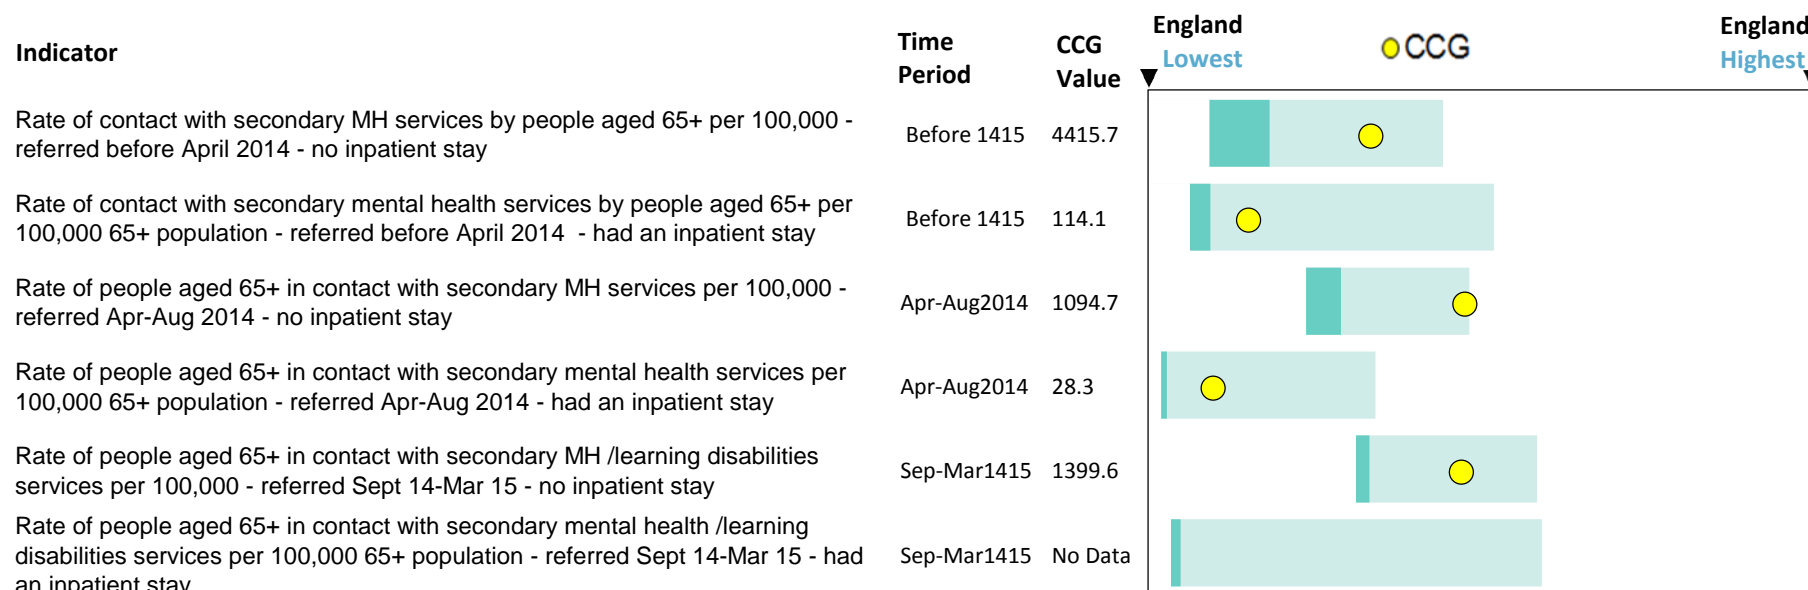 Indicator
Time
Period
CCG
Value
England
Lowest
CCG
England
Highest
Rate of contact with secondary MH services by people aged 65+ per 100,000 -
referred before April 2014 - no inpatient stay
Before 1415
4415.7
Rate of contact with secondary mental health services by people aged 65+ per
100,000 65+ population - referred before April 2014  - had an inpatient stay
Before 1415
114.1
Rate of people aged 65+ in contact with secondary MH services per 100,000 -
referred Apr-Aug 2014 - no inpatient stay
Apr-Aug2014
1094.7
Rate of people aged 65+ in contact with secondary mental health services per
100,000 65+ population - referred Apr-Aug 2014 - had an inpatient stay
Apr-Aug2014
28.3
Rate of people aged 65+ in contact with secondary MH /learning disabilities
services per 100,000 - referred Sept 14-Mar 15 - no inpatient stay
Sep-Mar1415
1399.6
Rate of people aged 65+ in contact with secondary mental health /learning
disabilities services per 100,000 65+ population - referred Sept 14-Mar 15 - had
an inpatient stay
Sep-Mar1415
No Data